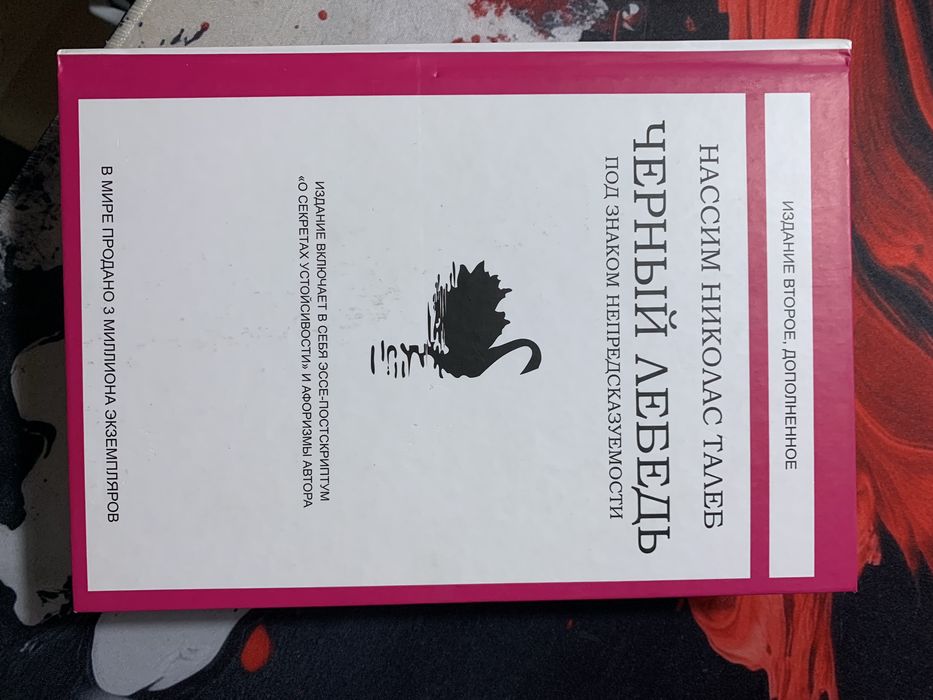 ИЗДАНИЕ ВТОРОЕ, ДОПОЛНЕННОЕ
НАССИМ НИКОЛАС ТАЛЕБ
ЧЕРНЫЙ ЛЕБЕДЬ
ПОД ЗНАКОМ НЕПРЕДСКАЗУЕМОСТИ
ИЗДАНИЕ ВКЛЮЧАЕТ В СЕБЯ ЭССЕ-ПОСТСКРИПТУМ
«О СЕКРЕТАХ УСТОЙСИВОСТИ» И АФОРИЗМЫ АВТОРА
В МИРЕ ПРОДАНО 3 МИЛЛИОНА ЭКЗЕМПЛЯРОВ